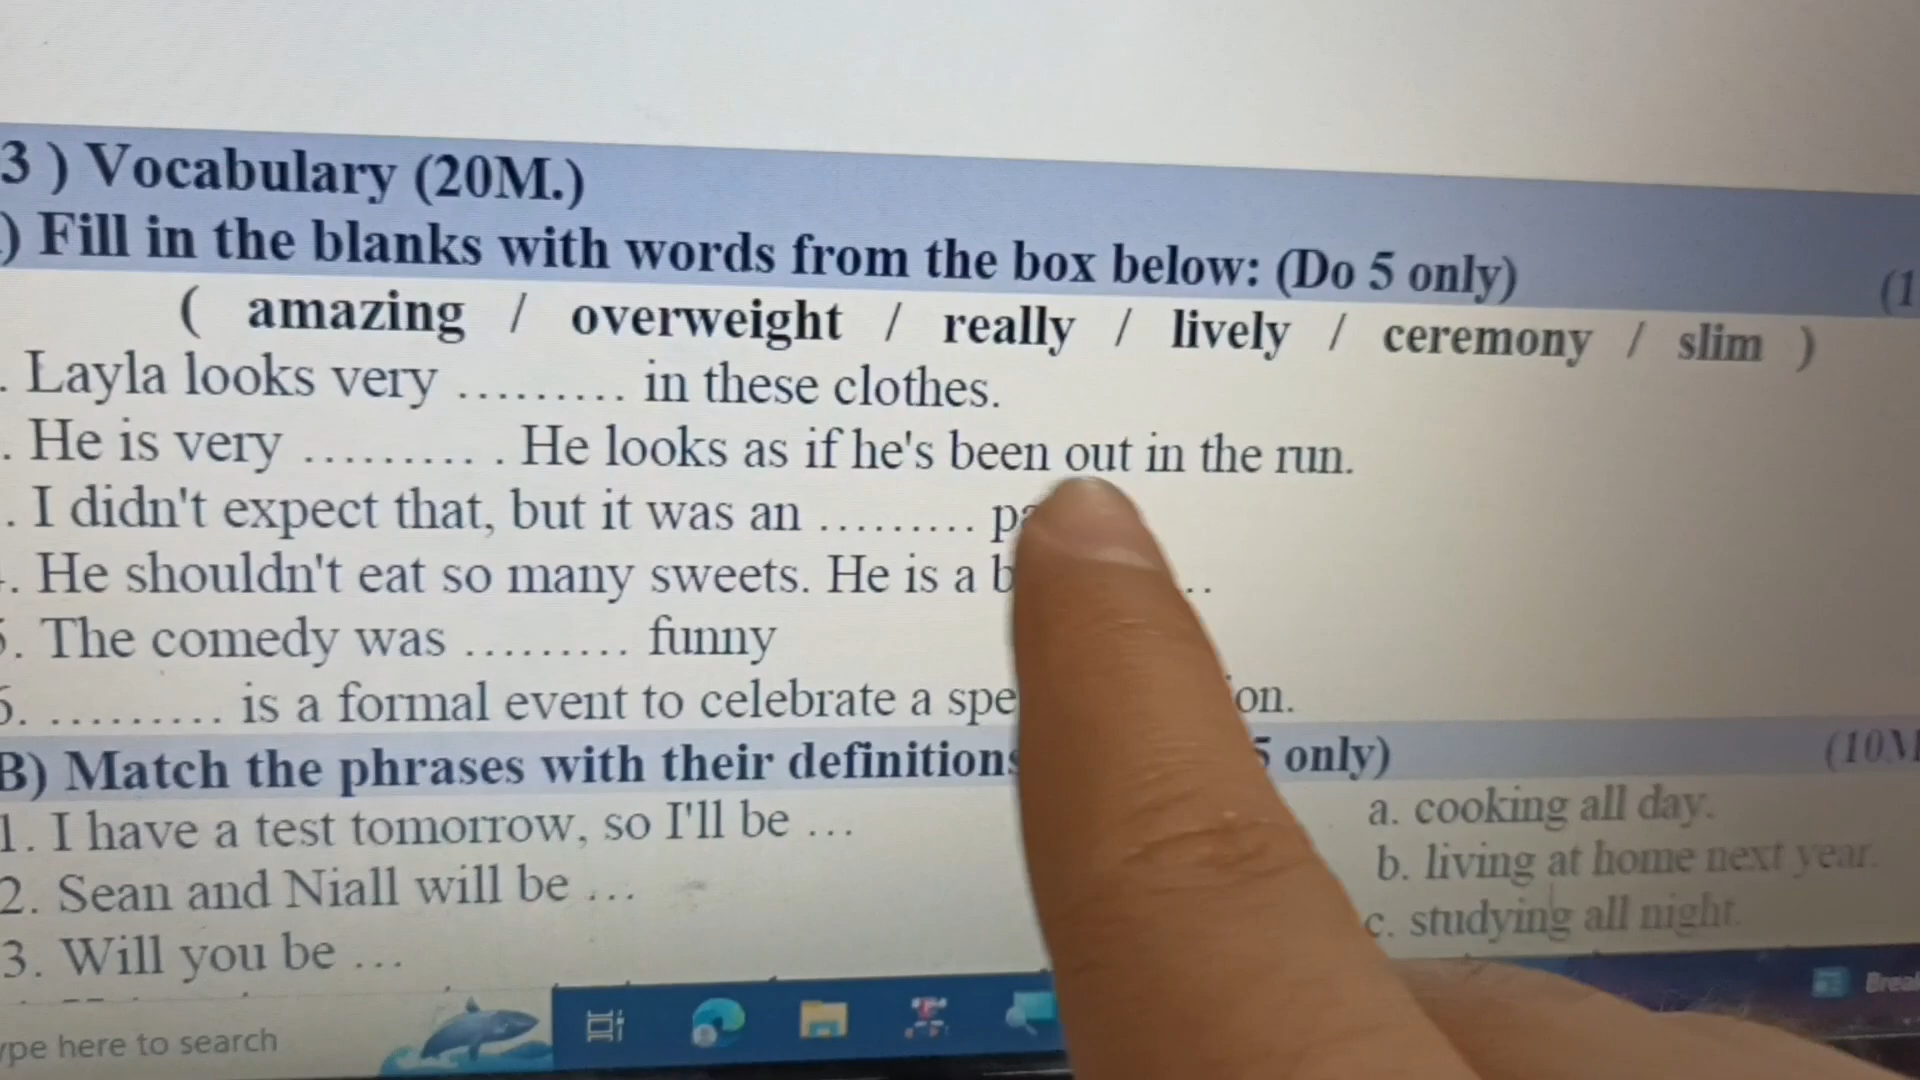 3 ) Vocabulary (20M.)
) Fill in the blanks with words from the box below: (Do 5 only) (1
( amazing / overweight / really / lively / ceremony / slim )
. Layla looks very ......... in these clothes.
. He is very .......... . He looks as if he's been out in the run.
. I didn't expect that, but it was an .........
. He shouldn't eat so many sweets. He is a ..
5. The comedy was ......... funny
6. .......... is a formal event to celebrate a
B) Match the phrases with their definitions 5 only) (10M
1. I have a test tomorrow, so I'll be ... a. cooking all day.
2. Sean and Niall will be ... b. living at home next year.
3. Will you be ... c. studying all night.
ype here to search